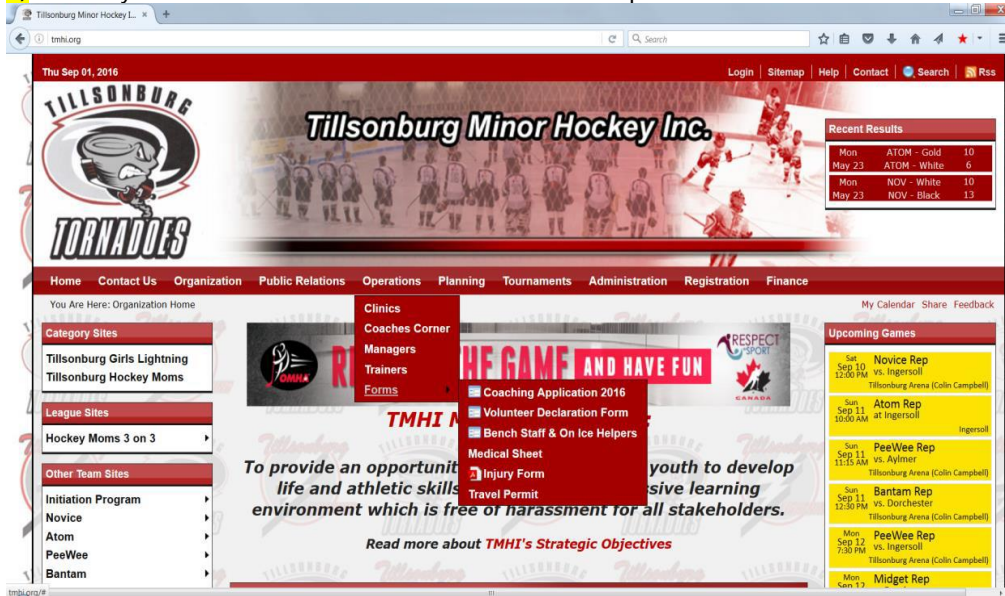 Tillsonburg Minor Hockey I...
tmhi.org
Search
Thu Sep 01, 2016
Login | Sitemap | Help | Contact | Search | Rss
TILLSONBURG
TORNADOES
Tillsonburg Minor Hockey Inc.
Recent Results
Mon ATOM - Gold 10
May 23 ATOM - White 6
Mon NOV - White 10
May 23 NOV - Black 13
Home Contact Us Organization Public Relations Operations Planning Tournaments Administration Registration Finance
You Are Here: Organization Home
My Calendar Share Feedback
Clinics
Coaches Corner
Managers
Trainers
Forms
Coaching Application 2016
Volunteer Declaration Form
Bench Staff & On Ice Helpers
Medical Sheet
Injury Form
Travel Permit
Category Sites
Tillsonburg Girls Lightning
Tillsonburg Hockey Moms
League Sites
Hockey Moms 3 on 3
Other Team Sites
Initiation Program
Novice
Atom
PeeWee
Bantam
OMHA
HE GAME AND HAVE FUN
RESPECT
IN SPORT
CANADA
TMHI M
To provide an opportunit youth to develop
life and athletic skills sive learning
environment which is free of harassment for all stakeholders.
Read more about TMHI's Strategic Objectives
Upcoming Games
Sat Novice Rep
Sep 10 vs. Ingersoll
12:00 PM
Tillsonburg Arena (Colin Campbell)
Sun Atom Rep
Sep 11 at Ingersoll
10:00 AM
Ingersoll
Sun PeeWee Rep
Sep 11 vs. Aylmer
11:15 AM
Tillsonburg Arena (Colin Campbell)
Sun Bantam Rep
Sep 11 vs. Dorchester
12:30 PM
Tillsonburg Arena (Colin Campbell)
Mon PeeWee Rep
Sep 12 vs. Ingersoll
7:30 PM
Tillsonburg Arena (Colin Campbell)
Mon Midget Rep
Sep 12
tmhi.org/#